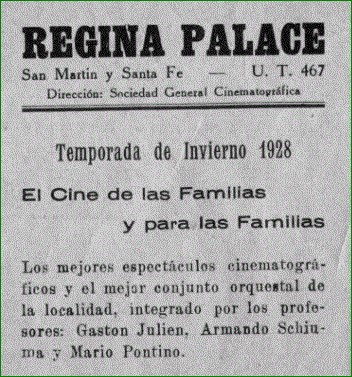 REGINA PALACE
San Martin y Santa Fe — U. T. 467
Dirección: Sociedad General Cinematográfica
Temporada de Invierno 1928
El Cine de las Familias
y para las Familias
Los mejores espectáculos cinematográ-
ficos y el mejor conjunto orquestal de
la localidad, integrado por los profe-
sores: Gaston Julien, Armando Schiu-
ma y Mario Pontino.